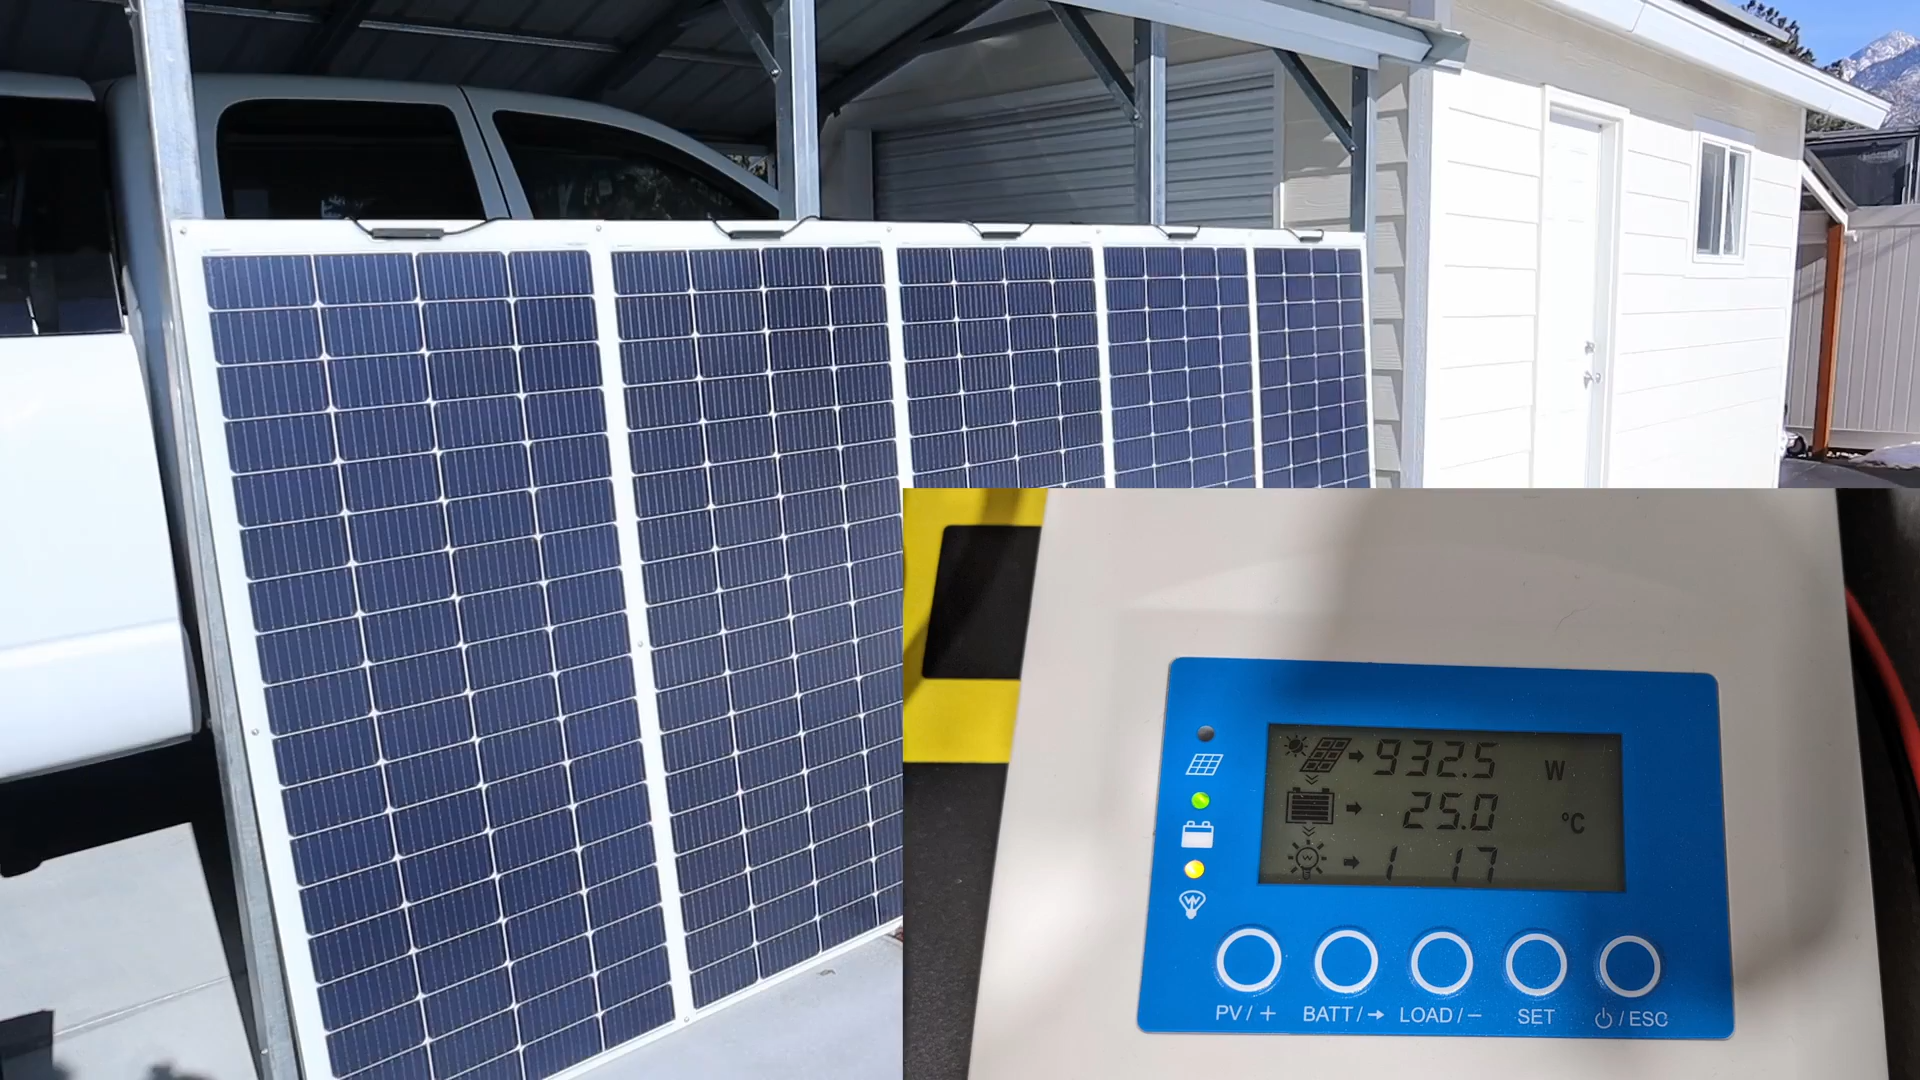 932.5 W
25.0 °C
1 17
PV / + BATT / → LOAD / − SET ⏻ / ESC